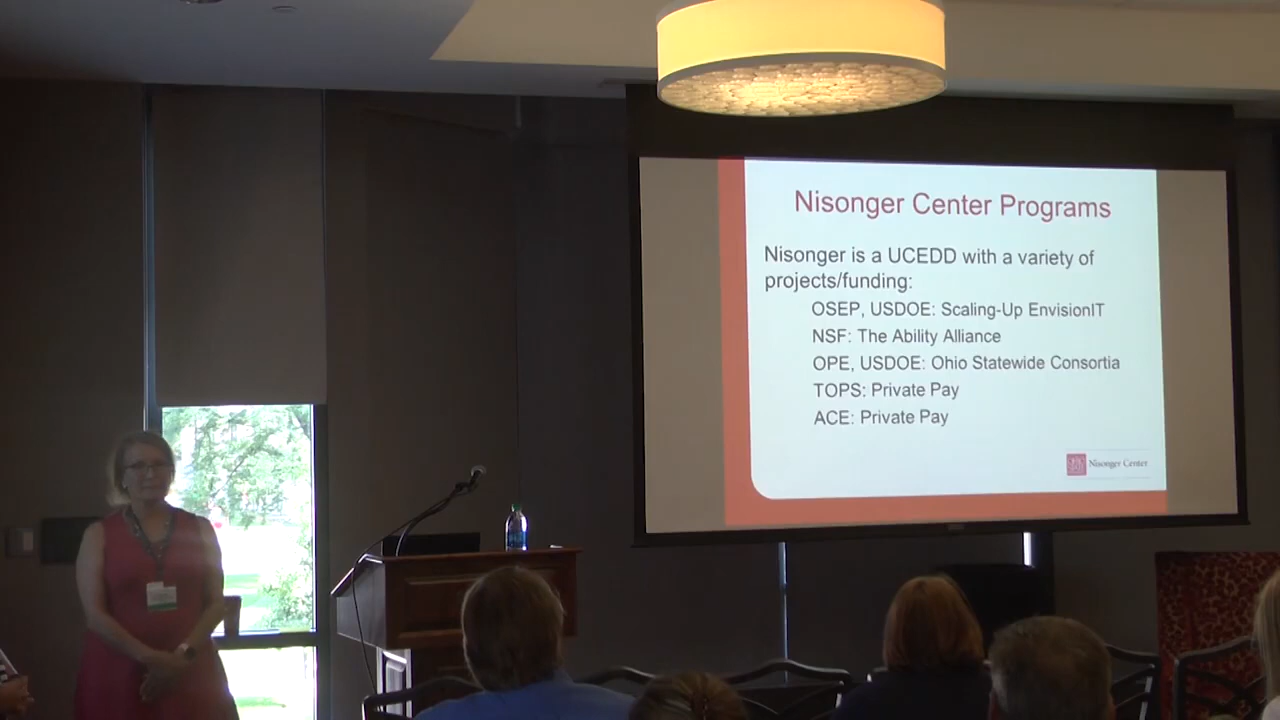 Nisonger Center Programs
Nisonger is a UCEDD with a variety of
projects/funding:
OSEP, USDOE: Scaling-Up EnvisionIT
NSF: The Ability Alliance
OPE, USDOE: Ohio Statewide Consortia
TOPS: Private Pay
ACE: Private Pay
Nisonger Center